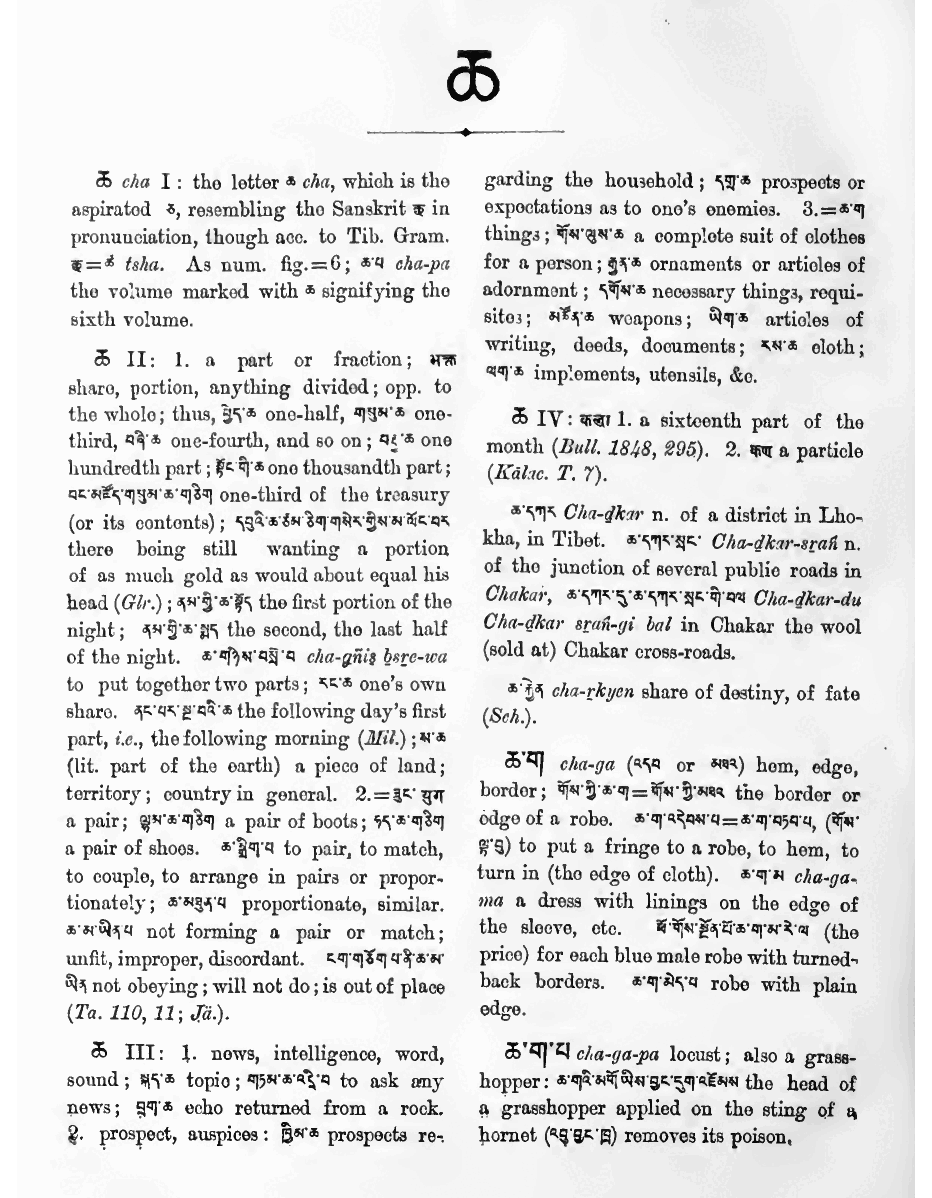 ཆ
ཆ cha I : the letter ཆ cha, which is the
aspirated ཅ, resembling the Sanskrit छ in
pronunciation, though acc. to Tib. Gram.
छ=ཚ tsha. As num. fig.=6; ཆ་པ cha-pa
the volume marked with ཆ signifying the
sixth volume.
ཆ II: 1. a part or fraction; भक्त
share, portion, anything divided; opp. to
the whole; thus, ཕྱེད་ཆ one-half, གསུམ་ཆ one-
third, བཞི་ཆ one-fourth, and so on; བརྒྱ་ཆ one
hundredth part; སྟོང་གི་ཆ one thousandth part;
བང་མཛོད་གསུམ་ཆ་གཅིག one-third of the treasury
(or its contents); དབུའི་ཆ་ཙམ་ཅིག་གསེར་གྱིས་མ་ལོང་བར
there being still wanting a portion
of as much gold as would about equal his
head (Glr.); ནམ་གྱི་ཆ་སྟོད the first portion of the
night; ནམ་གྱི་ཆ་སྨད the second, the last half
of the night. ཆ་གཉིས་བསྲེ་བ cha-gñis bsre-wa
to put together two parts; རང་ཆ one's own
share. ནང་པར་སྔ་བའི་ཆ the following day's first
part, i.e., the following morning (Mil.); ས་ཆ
(lit. part of the earth) a piece of land;
territory; country in general. 2.=ཟུང་ युग
a pair; ལྷམ་ཆ་གཅིག a pair of boots; ཏད་ཆ་གཅིག
a pair of shoes. ཆ་སྒྲིག་པ to pair, to match,
to couple, to arrange in pairs or propor-
tionately; ཆ་མཐུན་པ proportionate, similar.
ཆ་མ་ཡིན་པ not forming a pair or match;
unfit, improper, discordant. ངག་གཅོག་པ་ནི་ཆ་མ་
ཡིན not obeying; will not do; is out of place
(Ta. 110, 11; Jä.).
ཆ III: 1. news, intelligence, word,
sound; སྐད་ཆ topic; གཏམ་ཆ་འདྲི་བ to ask any
news; བྲག་ཆ echo returned from a rock.
2. prospect, auspices: ཁྲིམ་ཆ prospects re-
garding the household; དགྲ་ཆ prospects or
expectations as to one's enemies. 3.=ཆ་ག
things; གོས་ལུས་ཆ a complete suit of clothes
for a person; རྒྱན་ཆ ornaments or articles of
adornment; དགོས་ཆ necessary things, requi-
sites; མཚོན་ཆ weapons; ཡིག་ཆ articles of
writing, deeds, documents; རས་ཆ cloth;
ལག་ཆ implements, utensils, &c.
ཆ IV: कला 1. a sixteenth part of the
month (Bull. 1848, 295). 2. कण a particle
(Kālac. T. 7).
ཆ་དཀར Cha-dkar n. of a district in Lho-
kha, in Tibet. ཆ་དཀར་སྲང་ Cha-dkar-srań n.
of the junction of several public roads in
Chakar, ཆ་དཀར་དུ་ཆ་དཀར་སྲང་གི་བལ Cha-dkar-du
Cha-dkar srań-gi bal in Chakar the wool
(sold at) Chakar cross-roads.
ཆ་རྐྱེན cha-rkyen share of destiny, of fate
(Sch.).
ཆ་ག cha-ga (འདབ or མཐའ) hem, edge,
border; གོས་ཀྱི་ཆ་ག=གོས་ཀྱི་མཐའ the border or
edge of a robe. ཆ་ག་འདེབས་པ=ཆ་ག་བཏབ་པ, (གོས་
ལྟ་བུ) to put a fringe to a robe, to hem, to
turn in (the edge of cloth). ཆ་ག་མ cha-ga-
ma a dress with linings on the edge of
the sleeve, etc. ཕོ་གོས་སྔོན་པོ་ཆ་ག་མ་རེ་ལ (the
price) for each blue male robe with turned-
back borders. ཆ་ག་མེད་པ robe with plain
edge.
ཆ་ག་པ cha-ga-pa locust; also a grass-
hopper: ཆ་གའི་མགོ་ཡིས་བུང་དུག་འཇོམས the head of
a grasshopper applied on the sting of a
hornet (འབུ་བུང་བ) removes its poison.